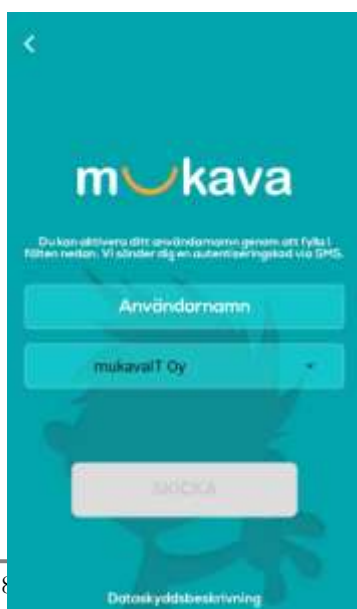 mukava
Du kan aktivera ditt användarnamn genom att fylla i
fälten nedan. Vi sänder dig en autentiseringskod via SMS.
Användarnamn
mukavaIT Oy
SKICKA
8
Dataskyddsbeskrivning